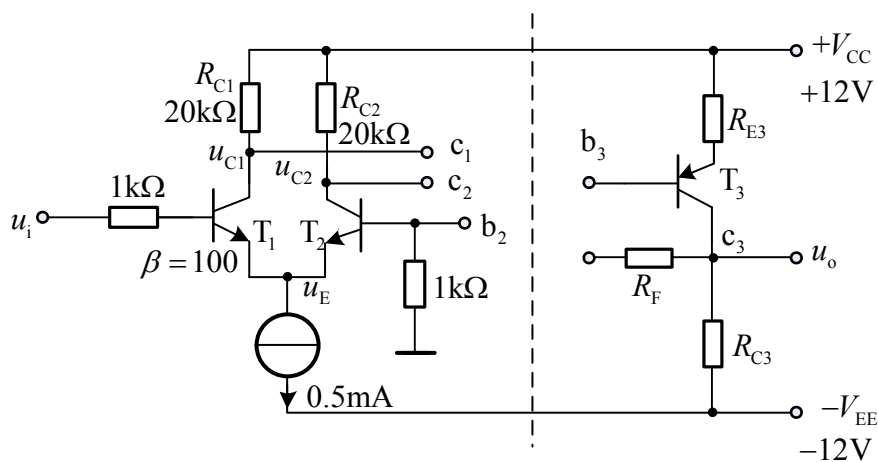 +V_CC
+12V
R_C1
20kΩ
R_C2
20kΩ
R_E3
u_C1
c_1
b_3
u_C2
c_2
T_3
1kΩ
u_i
T_1
T_2
b_2
β=100
c_3
u_o
u_E
1kΩ
R_F
R_C3
0.5mA
−V_EE
−12V